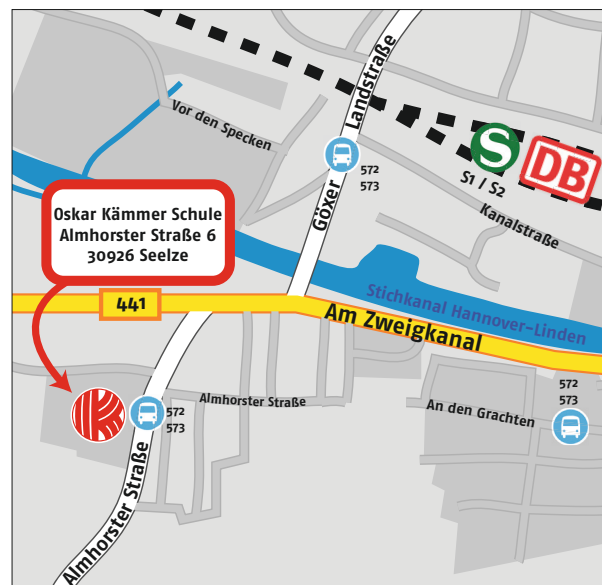 Göxer Landstraße
Vor den Specken
572
573
S
S1 / S2
DB
Kanalstraße
Oskar Kämmer Schule
Almhorster Straße 6
30926 Seelze
441
Stichkanal Hannover-Linden
Am Zweigkanal
Almhorster Straße
572
573
An den Grachten
572
573
Almhorster Straße